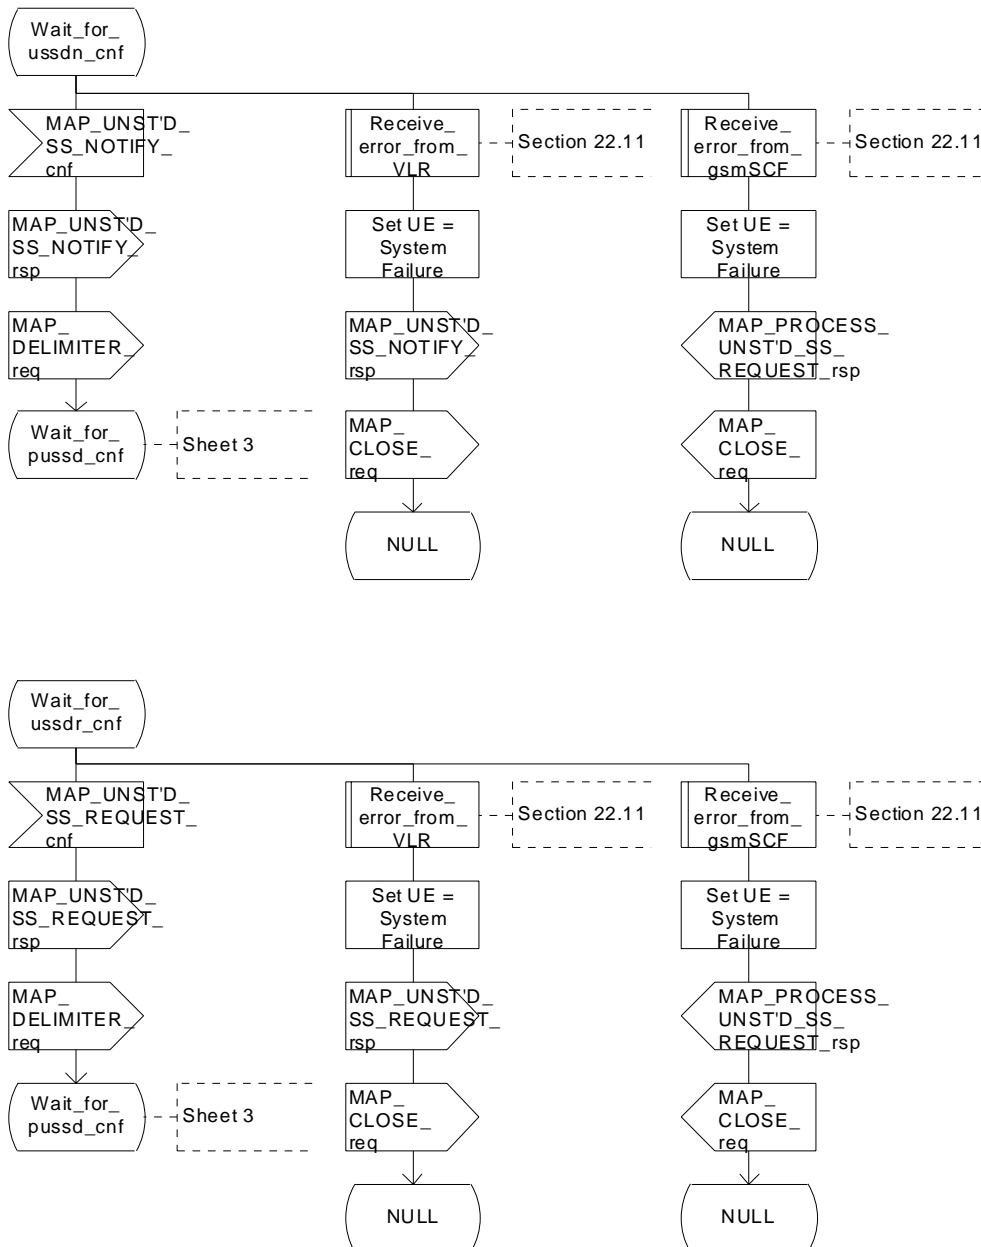 Wait_for_
ussdn_cnf
MAP_UNST'D_
SS_NOTIFY_
cnf
Receive_
error_from_
VLR
Section 22.11
Receive_
error_from_
gsmSCF
Section 22.11
MAP_UNST'D_
SS_NOTIFY_
rsp
Set UE =
System
Failure
Set UE =
System
Failure
MAP_
DELIMITER_
req
MAP_UNST'D_
SS_NOTIFY_
rsp
MAP_PROCESS_
UNST'D_SS_
REQUEST_rsp
Wait_for_
pussd_cnf
Sheet 3
MAP_
CLOSE_
req
MAP_
CLOSE_
req
NULL
NULL
Wait_for_
ussdr_cnf
MAP_UNST'D_
SS_REQUEST_
cnf
Receive_
error_from_
VLR
Section 22.11
Receive_
error_from_
gsmSCF
Section 22.11
MAP_UNST'D_
SS_REQUEST_
rsp
Set UE =
System
Failure
Set UE =
System
Failure
MAP_
DELIMITER_
req
MAP_UNST'D_
SS_REQUEST_
rsp
MAP_PROCESS_
UNST'D_SS_
REQUEST_rsp
Wait_for_
pussd_cnf
Sheet 3
MAP_
CLOSE_
req
MAP_
CLOSE_
req
NULL
NULL